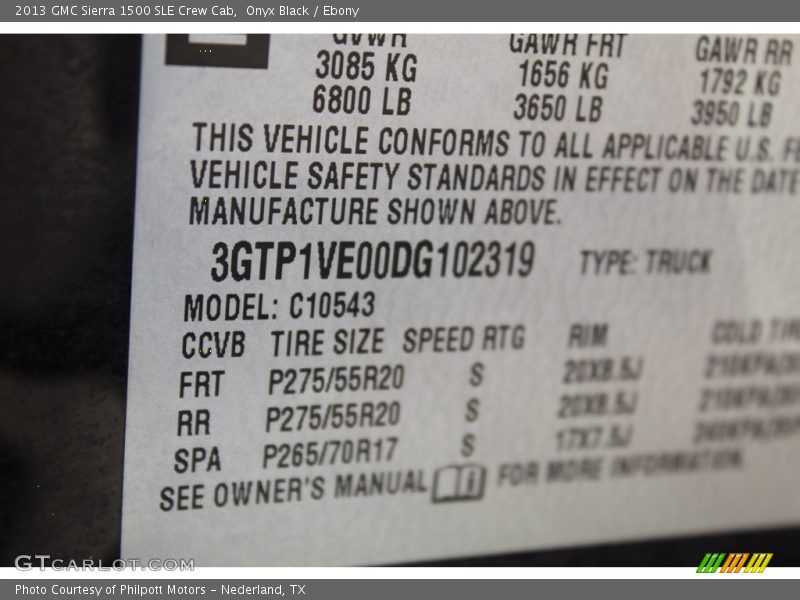 2013 GMC Sierra 1500 SLE Crew Cab, Onyx Black / Ebony
GVWR GAWR FRT GAWR RR
3085 KG 1656 KG 1792 KG
6800 LB 3650 LB 3950 LB
THIS VEHICLE CONFORMS TO ALL APPLICABLE U.S. FE
VEHICLE SAFETY STANDARDS IN EFFECT ON THE DATE
MANUFACTURE SHOWN ABOVE.
3GTP1VE00DG102319 TYPE: TRUCK
MODEL: C10543
CCVB TIRE SIZE SPEED RTG RIM COLD TIRE
FRT P275/55R20 S 20X8.5J
RR P275/55R20 S 20X8.5J
SPA P265/70R17 S 17X7.5J
SEE OWNER'S MANUAL FOR MORE INFORMATION.
GTCARLOT.COM
Photo Courtesy of Philpott Motors - Nederland, TX